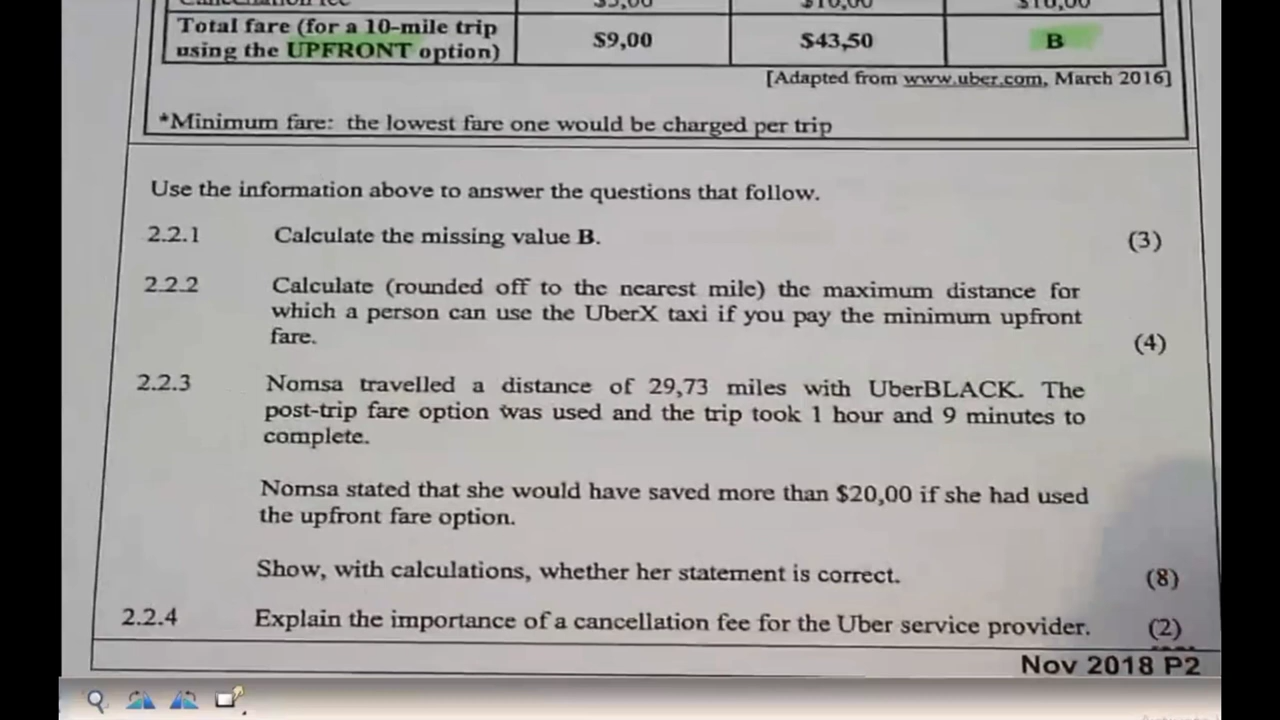 Cancellation fee $5,00 $10,00 $10,00
Total fare (for a 10-mile trip
using the UPFRONT option) $9,00 $43,50 B
[Adapted from www.uber.com, March 2016]
*Minimum fare: the lowest fare one would be charged per trip
Use the information above to answer the questions that follow.
2.2.1 Calculate the missing value B. (3)
2.2.2 Calculate (rounded off to the nearest mile) the maximum distance for
which a person can use the UberX taxi if you pay the minimum upfront
fare. (4)
2.2.3 Nomsa travelled a distance of 29,73 miles with UberBLACK. The
post-trip fare option was used and the trip took 1 hour and 9 minutes to
complete.
Nomsa stated that she would have saved more than $20,00 if she had used
the upfront fare option.
Show, with calculations, whether her statement is correct. (8)
2.2.4 Explain the importance of a cancellation fee for the Uber service provider. (2)
Nov 2018 P2